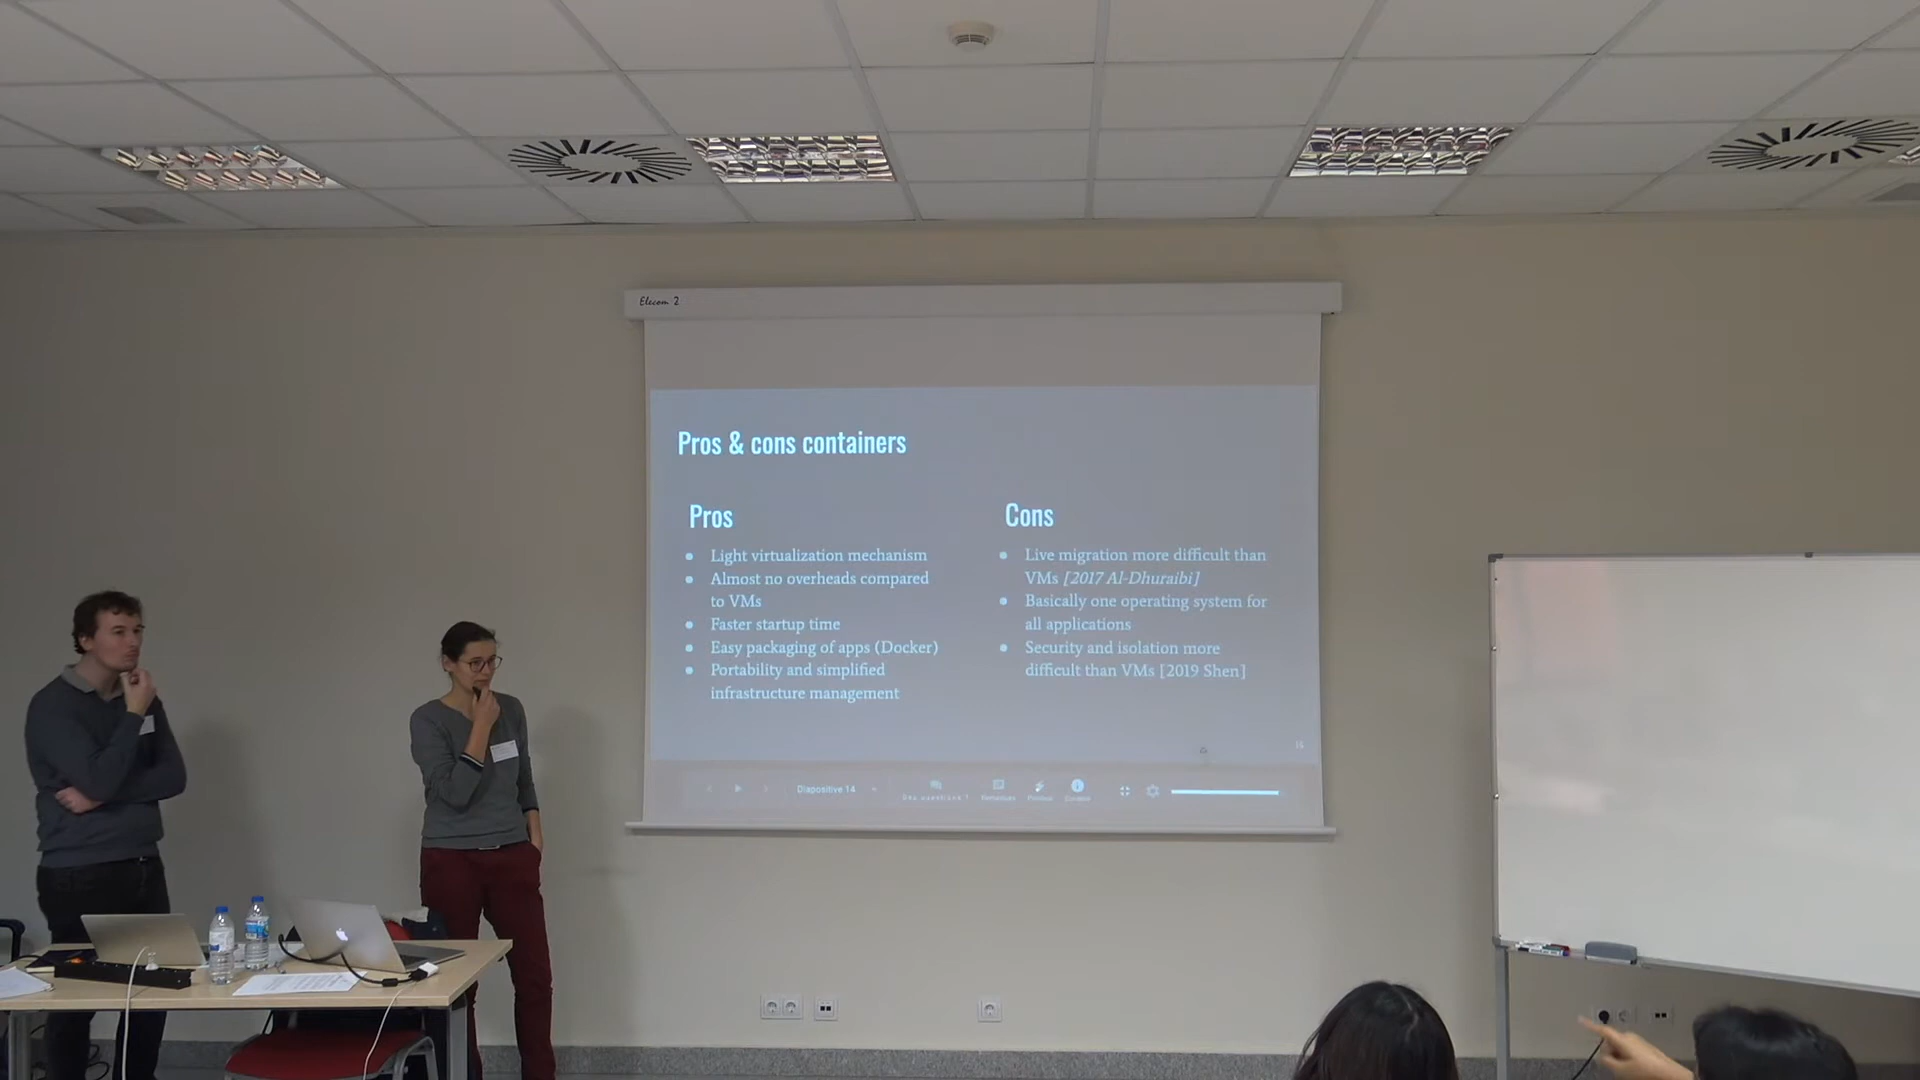 Elecom 2
Pros & cons containers
Pros
Light virtualization mechanism
Almost no overheads compared
to VMs
Faster startup time
Easy packaging of apps (Docker)
Portability and simplified
infrastructure management
Cons
Live migration more difficult than
VMs [2017 Al-Dhuraibi]
Basically one operating system for
all applications
Security and isolation more
difficult than VMs [2019 Shen]
Diapositive 14
Des questions ?